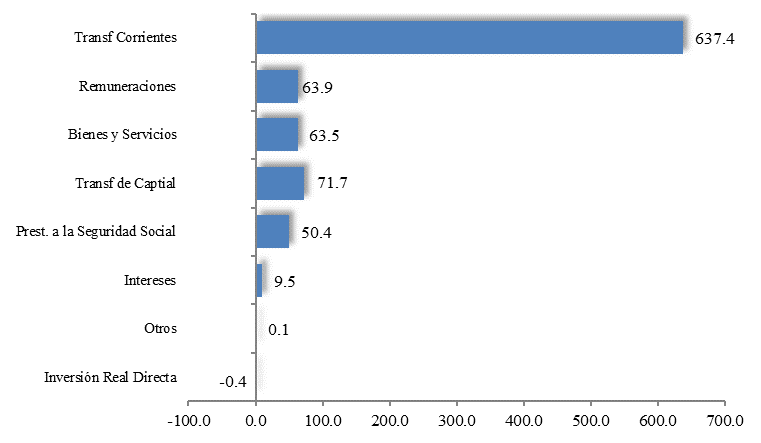 Transf Corrientes 637.4
Remuneraciones 63.9
Bienes y Servicios 63.5
Transf de Captial 71.7
Prest. a la Seguridad Social 50.4
Intereses 9.5
Otros 0.1
Inversión Real Directa -0.4
-100.0 0.0 100.0 200.0 300.0 400.0 500.0 600.0 700.0